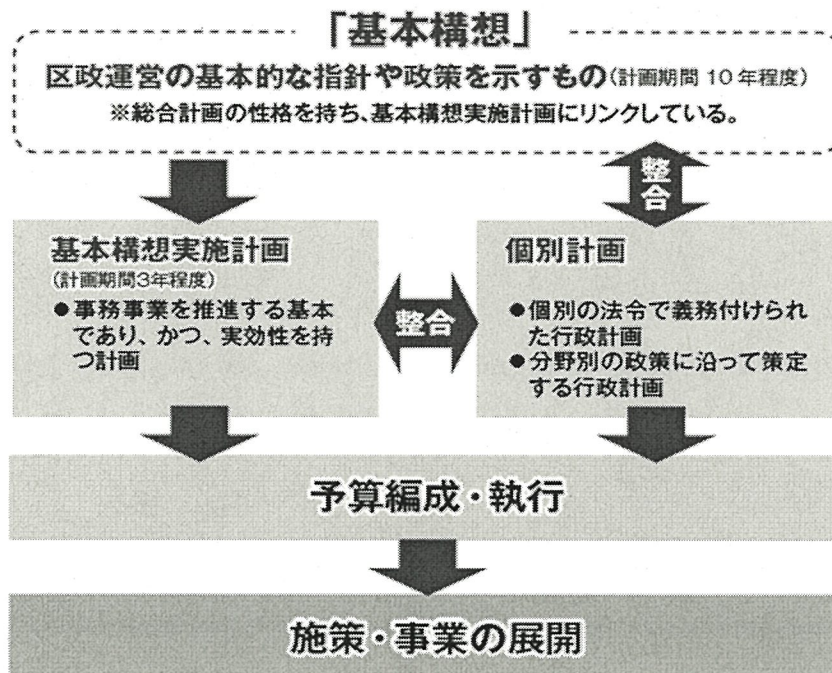 「基本構想」
区政運営の基本的な指針や政策を示すもの(計画期間 10 年程度)
※総合計画の性格を持ち、基本構想実施計画にリンクしている。
整合
基本構想実施計画
(計画期間3年程度)
●事務事業を推進する基本
であり、かつ、実効性を持
つ計画
整合
個別計画
●個別の法令で義務付けられ
た行政計画
●分野別の政策に沿って策定
する行政計画
予算編成・執行
施策・事業の展開